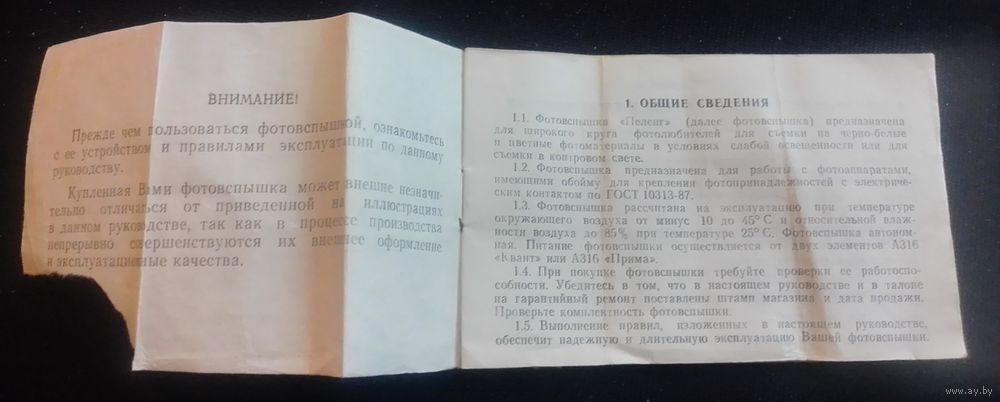 ВНИМАНИЕ!
Прежде чем пользоваться фотовспышкой, ознакомьтесь
с ее устройством и правилами эксплуатации по данному
руководству.
Купленная Вами фотовспышка может внешне незначи-
тельно отличаться от приведенной на иллюстрациях
в данном руководстве, так как в процессе производства
непрерывно совершенствуются их внешнее оформление
и эксплуатационные качества.
1. ОБЩИЕ СВЕДЕНИЯ
1.1. Фотовспышка «Пеленг» (далее фотовспышка) предназначена
для широкого круга фотолюбителей для съемки на черно-белые
и цветные фотоматериалы в условиях слабой освещенности или для
съемки в контровом свете.
1.2. Фотовспышка предназначена для работы с фотоаппаратами,
имеющими обойму для крепления фотопринадлежностей с электриче-
ским контактом по ГОСТ 10313-87.
1.3. Фотовспышка рассчитана на эксплуатацию при температуре
окружающего воздуха от минус 10 до 45° С и относительной влаж-
ности воздуха до 85% при температуре 25° С. Фотовспышка автоном-
ная. Питание фотовспышки осуществляется от двух элементов А316
«Квант» или А316 «Прима».
1.4. При покупке фотовспышки требуйте проверки ее работоспо-
собности. Убедитесь в том, что в настоящем руководстве и в талоне
на гарантийный ремонт поставлены штамп магазина и дата продажи.
Проверьте комплектность фотовспышки.
1.5. Выполнение правил, изложенных в настоящем руководстве,
обеспечит надежную и длительную эксплуатацию Вашей фотовспышки.
www.ay.by